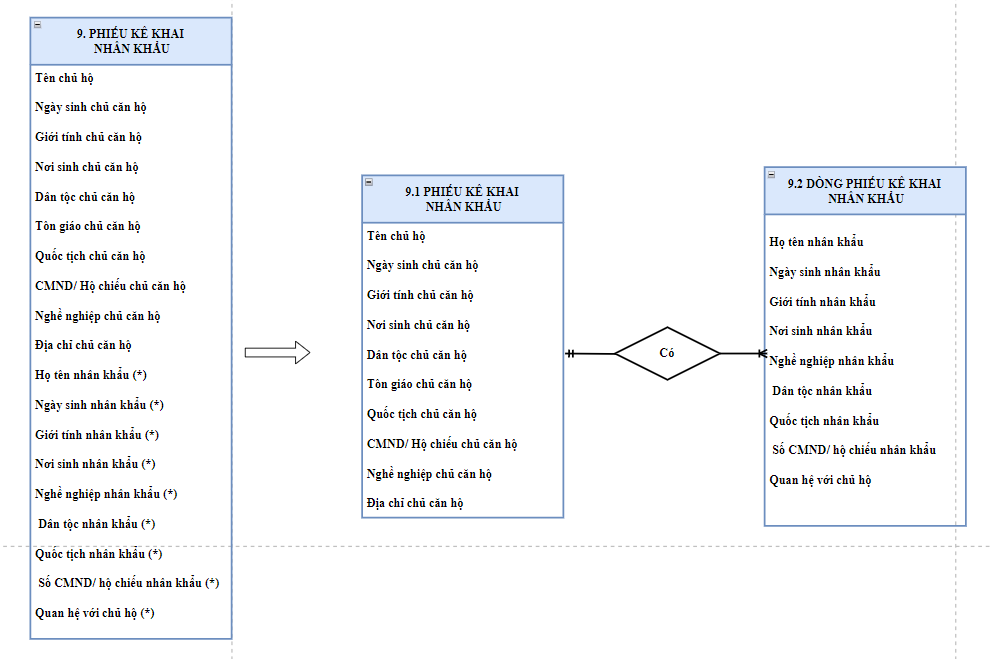 9. PHIẾU KÊ KHAI
NHÂN KHẨU
Tên chủ hộ
Ngày sinh chủ căn hộ
Giới tính chủ căn hộ
Nơi sinh chủ căn hộ
Dân tộc chủ căn hộ
Tôn giáo chủ căn hộ
Quốc tịch chủ căn hộ
CMND/ Hộ chiếu chủ căn hộ
Nghề nghiệp chủ căn hộ
Địa chỉ chủ căn hộ
Họ tên nhân khẩu (*)
Ngày sinh nhân khẩu (*)
Giới tính nhân khẩu (*)
Nơi sinh nhân khẩu (*)
Nghề nghiệp nhân khẩu (*)
Dân tộc nhân khẩu (*)
Quốc tịch nhân khẩu (*)
Số CMND/ hộ chiếu nhân khẩu (*)
Quan hệ với chủ hộ (*)
9.1 PHIẾU KÊ KHAI
NHÂN KHẨU
Tên chủ hộ
Ngày sinh chủ căn hộ
Giới tính chủ căn hộ
Nơi sinh chủ căn hộ
Dân tộc chủ căn hộ
Tôn giáo chủ căn hộ
Quốc tịch chủ căn hộ
CMND/ Hộ chiếu chủ căn hộ
Nghề nghiệp chủ căn hộ
Địa chỉ chủ căn hộ
Có
9.2 DÒNG PHIẾU KÊ KHAI
NHÂN KHẨU
Họ tên nhân khẩu
Ngày sinh nhân khẩu
Giới tính nhân khẩu
Nơi sinh nhân khẩu
Nghề nghiệp nhân khẩu
Dân tộc nhân khẩu
Quốc tịch nhân khẩu
Số CMND/ hộ chiếu nhân khẩu
Quan hệ với chủ hộ